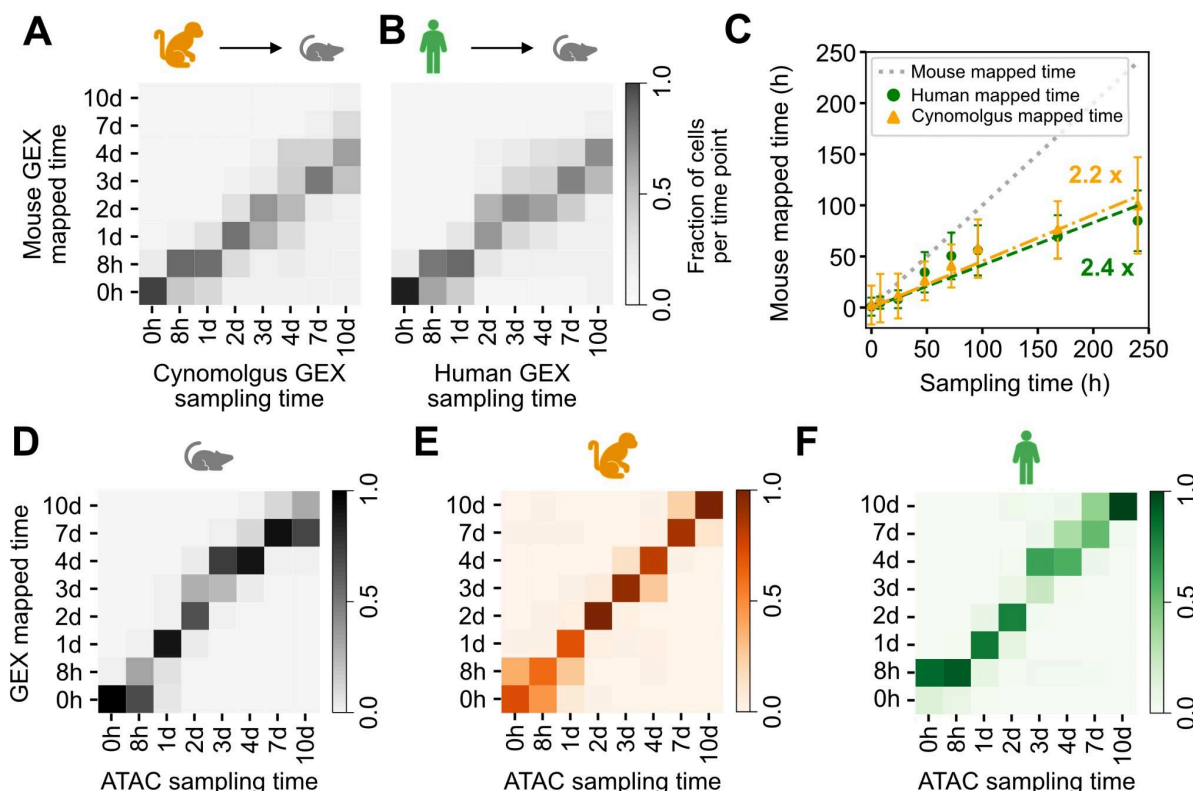 A
B
C
10d
7d
4d
3d
2d
1d
8h
0h
Mouse GEX
mapped time
0h 8h 1d 2d 3d 4d 7d 10d
Cynomolgus GEX
sampling time
0h 8h 1d 2d 3d 4d 7d 10d
Human GEX
sampling time
1.0
0.5
0.0
Fraction of cells
per time point
250
200
150
100
50
0
Mouse mapped time (h)
Mouse mapped time
Human mapped time
Cynomolgus mapped time
2.2 x
2.4 x
0 50 100 150 200 250
Sampling time (h)
D
E
F
10d
7d
4d
3d
2d
1d
8h
0h
GEX mapped time
0h 8h 1d 2d 3d 4d 7d 10d
ATAC sampling time
1.0
0.5
0.0
10d
7d
4d
3d
2d
1d
8h
0h
0h 8h 1d 2d 3d 4d 7d 10d
ATAC sampling time
1.0
0.5
0.0
10d
7d
4d
3d
2d
1d
8h
0h
0h 8h 1d 2d 3d 4d 7d 10d
ATAC sampling time
1.0
0.5
0.0